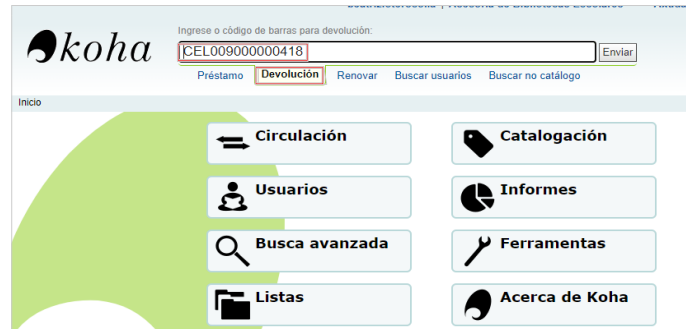 koha
Ingrese o código de barras para devolución:
CEL009000000418
Enviar
Préstamo Devolución Renovar Buscar usuarios Buscar no catálogo
Inicio
Circulación Catalogación
Usuarios Informes
Busca avanzada Ferramentas
Listas Acerca de Koha